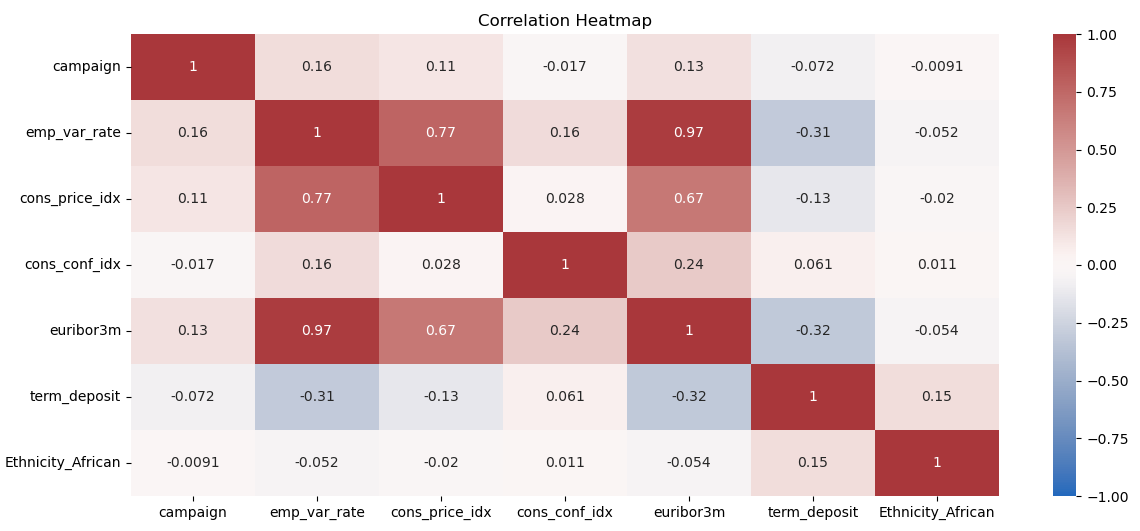 Correlation Heatmap
campaign 1 0.16 0.11 -0.017 0.13 -0.072 -0.0091
emp_var_rate 0.16 1 0.77 0.16 0.97 -0.31 -0.052
cons_price_idx 0.11 0.77 1 0.028 0.67 -0.13 -0.02
cons_conf_idx -0.017 0.16 0.028 1 0.24 0.061 0.011
euribor3m 0.13 0.97 0.67 0.24 1 -0.32 -0.054
term_deposit -0.072 -0.31 -0.13 0.061 -0.32 1 0.15
Ethnicity_African -0.0091 -0.052 -0.02 0.011 -0.054 0.15 1
campaign emp_var_rate cons_price_idx cons_conf_idx euribor3m term_deposit Ethnicity_African
1.00
0.75
0.50
0.25
0.00
−0.25
−0.50
−0.75
−1.00